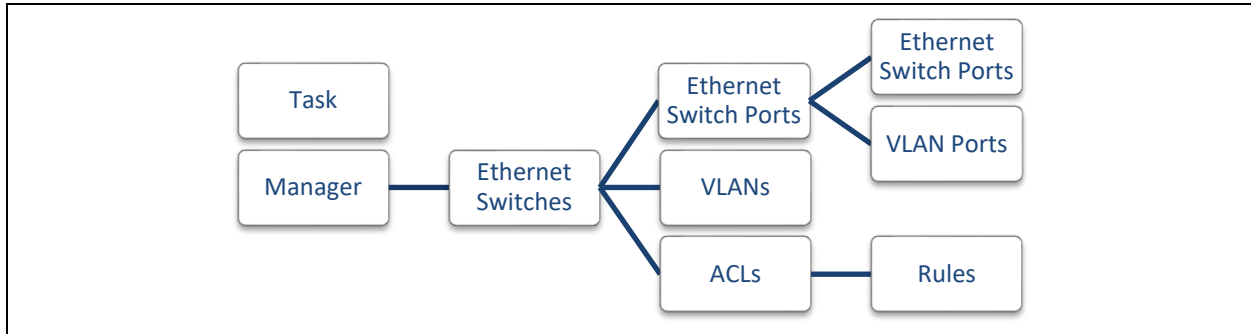 Task
Manager
Ethernet
Switches
Ethernet
Switch Ports
VLANs
ACLs
Ethernet
Switch Ports
VLAN Ports
Rules